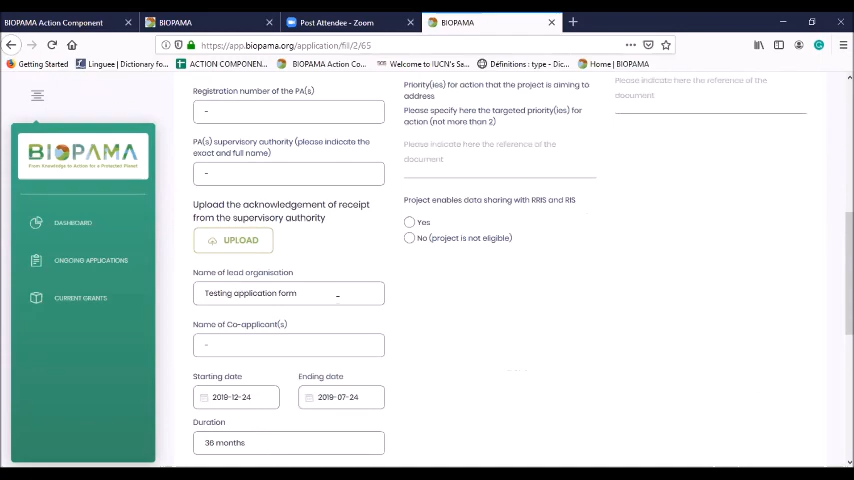 BIOPAMA Action Component
BIOPAMA
Post Attendee - Zoom
BIOPAMA
https://app.biopama.org/application/fill/2/65
Getting Started
Linguee | Dictionary fo...
ACTION COMPONEN...
BIOPAMA Action Co...
Welcome to IUCN's Sa...
Définitions : type - Di...
Home | BIOPAMA
Registration number of the PA(s)
-
PA(s) supervisory authority (please indicate the
exact and full name)
-
Upload the acknowledgement of receipt
from the supervisory authority
UPLOAD
Name of lead organisation
Testing application form
Name of Co-applicant(s)
-
Starting date
Ending date
2019-12-24
2019-07-24
Duration
36 months
Priority(ies) for action that the project is aiming to
address
Please specify here the targeted priority(ies) for
action (not more than 2)
Please indicate here the reference of the
document
Project enables data sharing with RRIS and RIS
Yes
No (project is not eligible)
Please indicate here the reference of the
document
BIOPAMA
From Knowledge to Action for a Protected Planet
DASHBOARD
ONGOING APPLICATIONS
CURRENT GRANTS